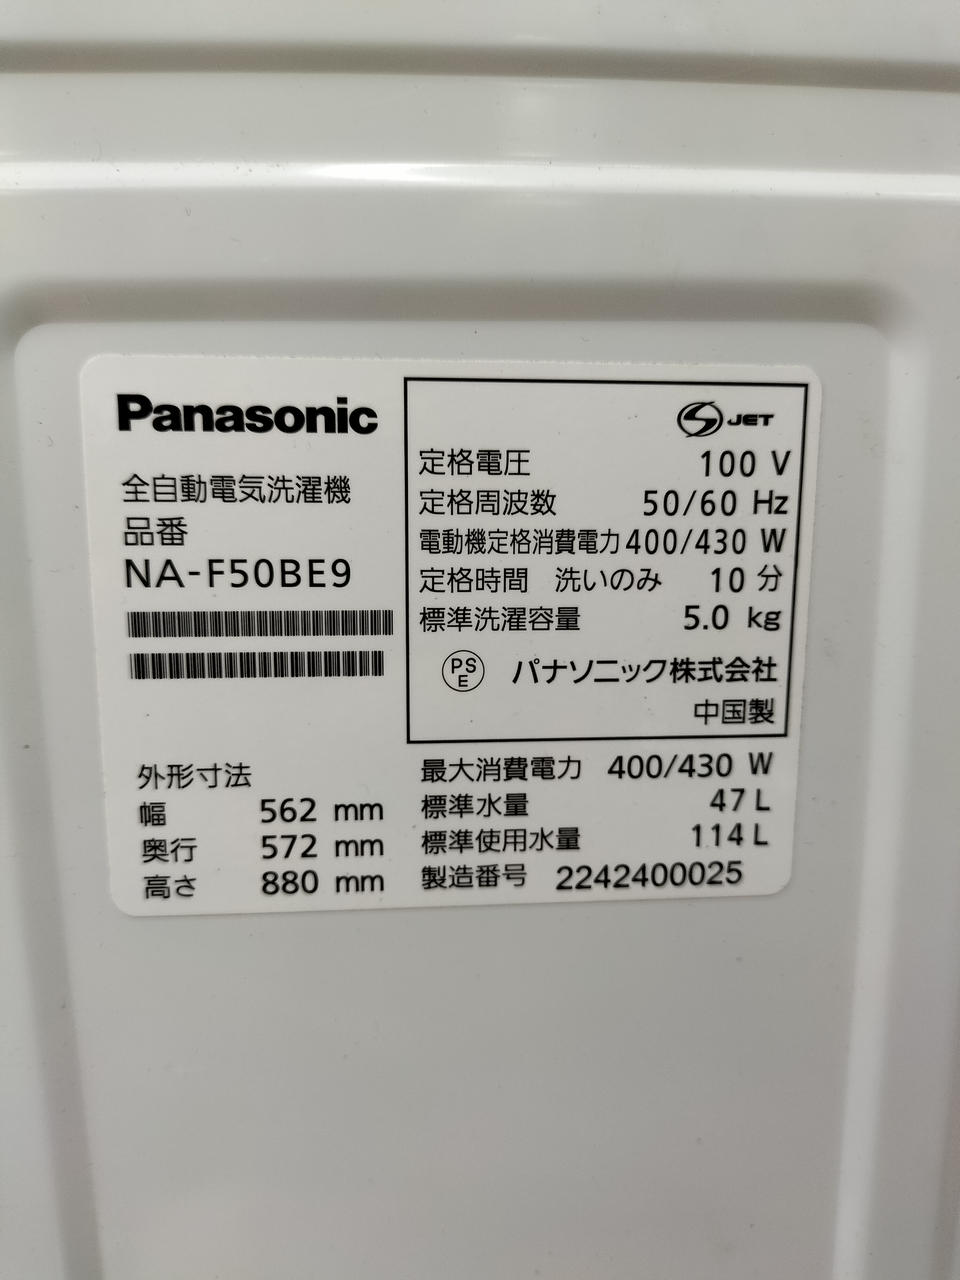 Panasonic
全自動電気洗濯機
品番
NA-F50BE9
S JET
定格電圧 100 V
定格周波数 50/60 Hz
電動機定格消費電力 400/430 W
定格時間 洗いのみ 10 分
標準洗濯容量 5.0 kg
PS E パナソニック株式会社
中国製
外形寸法
幅 562 mm
奥行 572 mm
高さ 880 mm
最大消費電力 400/430 W
標準水量 47 L
標準使用水量 114 L
製造番号 2242400025